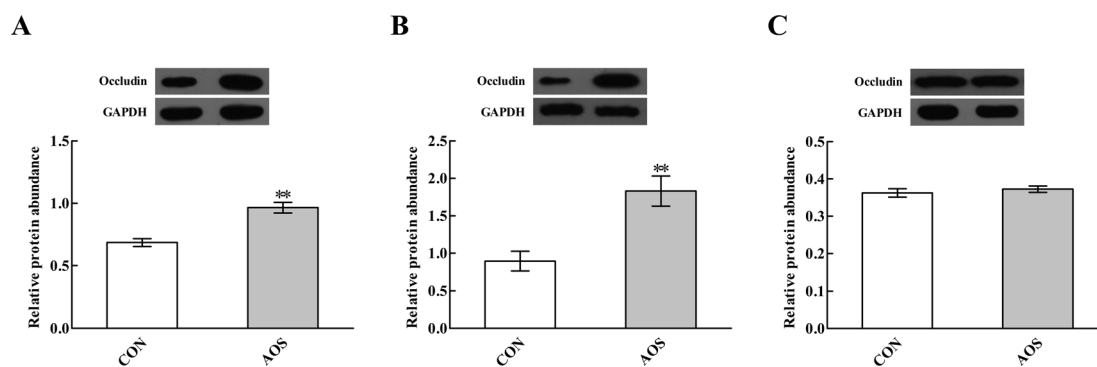 A
Occludin
GAPDH
Relative protein abundance
1.5
1.0
0.5
0.0
**
CON
AOS
B
Occludin
GAPDH
Relative protein abundance
2.5
2.0
1.5
1.0
0.5
0.0
**
CON
AOS
C
Occludin
GAPDH
Relative protein abundance
0.5
0.4
0.3
0.2
0.1
0.0
CON
AOS